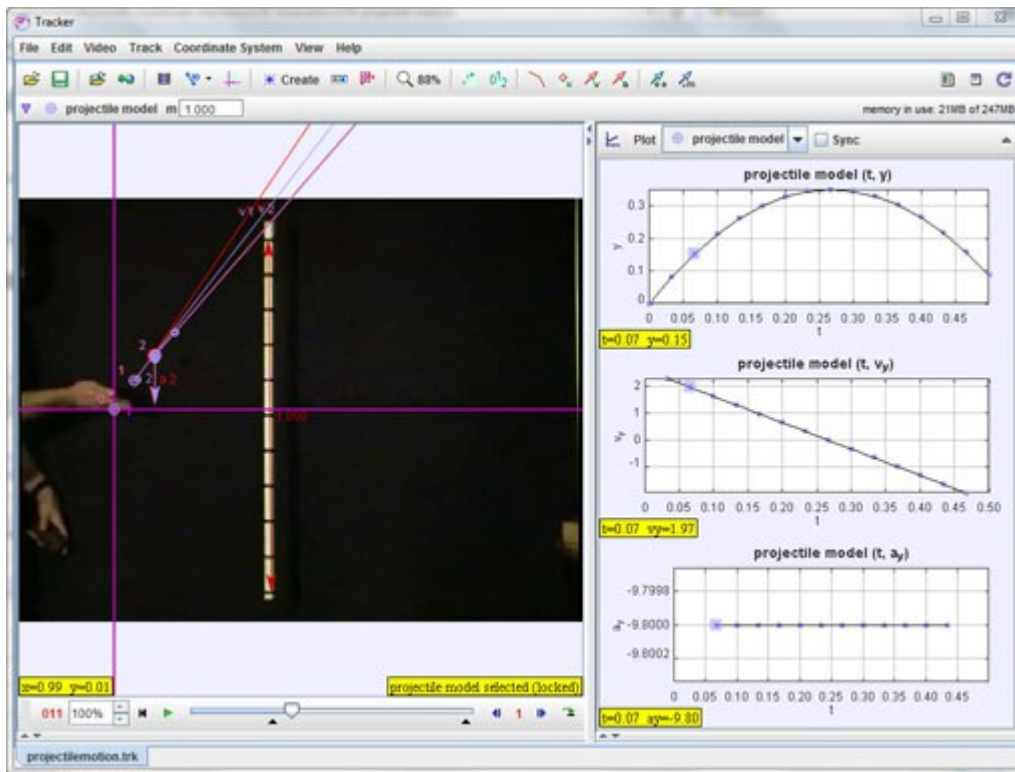 Tracker
File Edit Video Track Coordinate System View Help
Create 88%
projectile model m 1.000
memory in use: 21MB of 247MB
Plot projectile model Sync
projectile model (t, y)
0.3
0.2
0.1
0
y
0 0.05 0.10 0.15 0.20 0.25 0.30 0.35 0.40 0.45
t
t=0.07 y=0.15
projectile model (t, vy)
2
1
0
-1
vy
0 0.05 0.10 0.15 0.20 0.25 0.30 0.35 0.40 0.45 0.50
t
t=0.07 vy=1.97
projectile model (t, ay)
-9.7998
-9.8000
-9.8002
ay
0 0.05 0.10 0.15 0.20 0.25 0.30 0.35 0.40 0.45
t
t=0.07 ay=-9.80
2
1 2 a 2
0
1.000
x=0.99 y=0.01
projectile model selected (locked)
011 100% 1
projectilemotion.trk